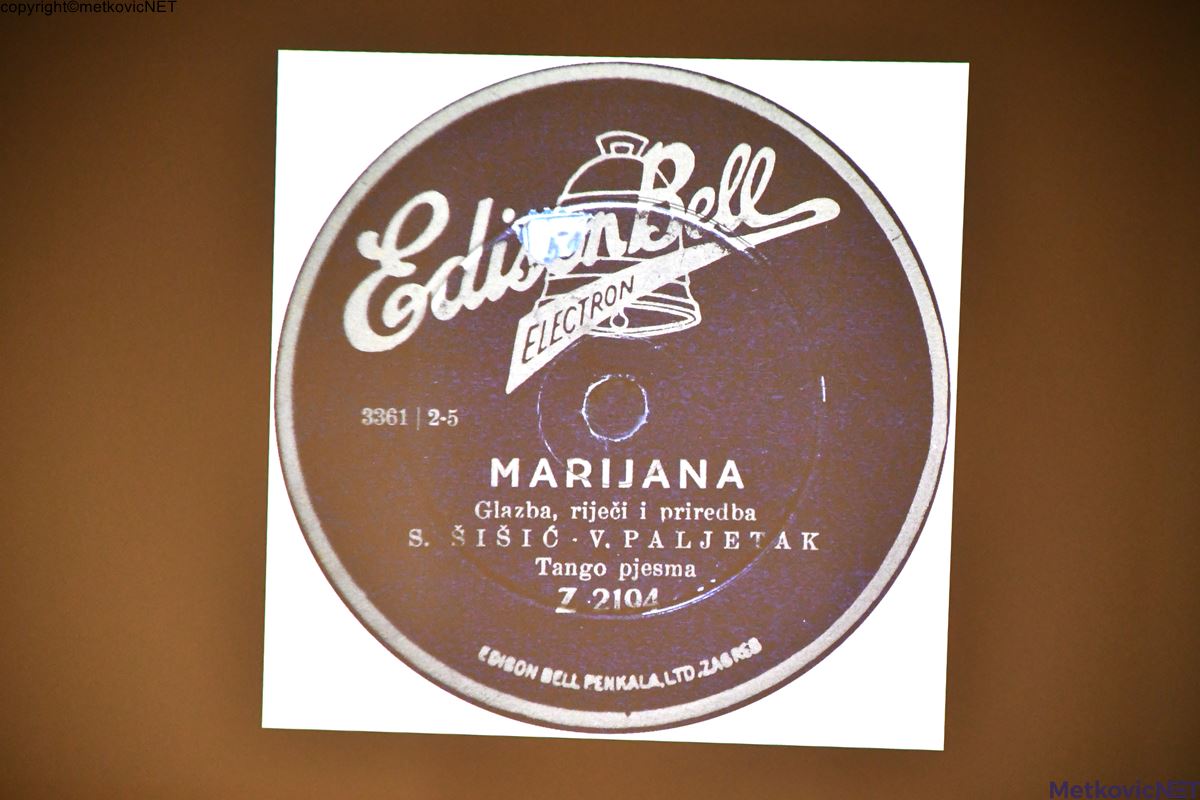 copyright©metkovicNET
Edison Bell
ELECTRON
3361 | 2-5
MARIJANA
Glazba, riječi i priredba
S. ŠIŠIĆ - V. PALJETAK
Tango pjesma
Z 2104
EDISON BELL PENKALA, LTD. ZAGREB
MetkovicNET